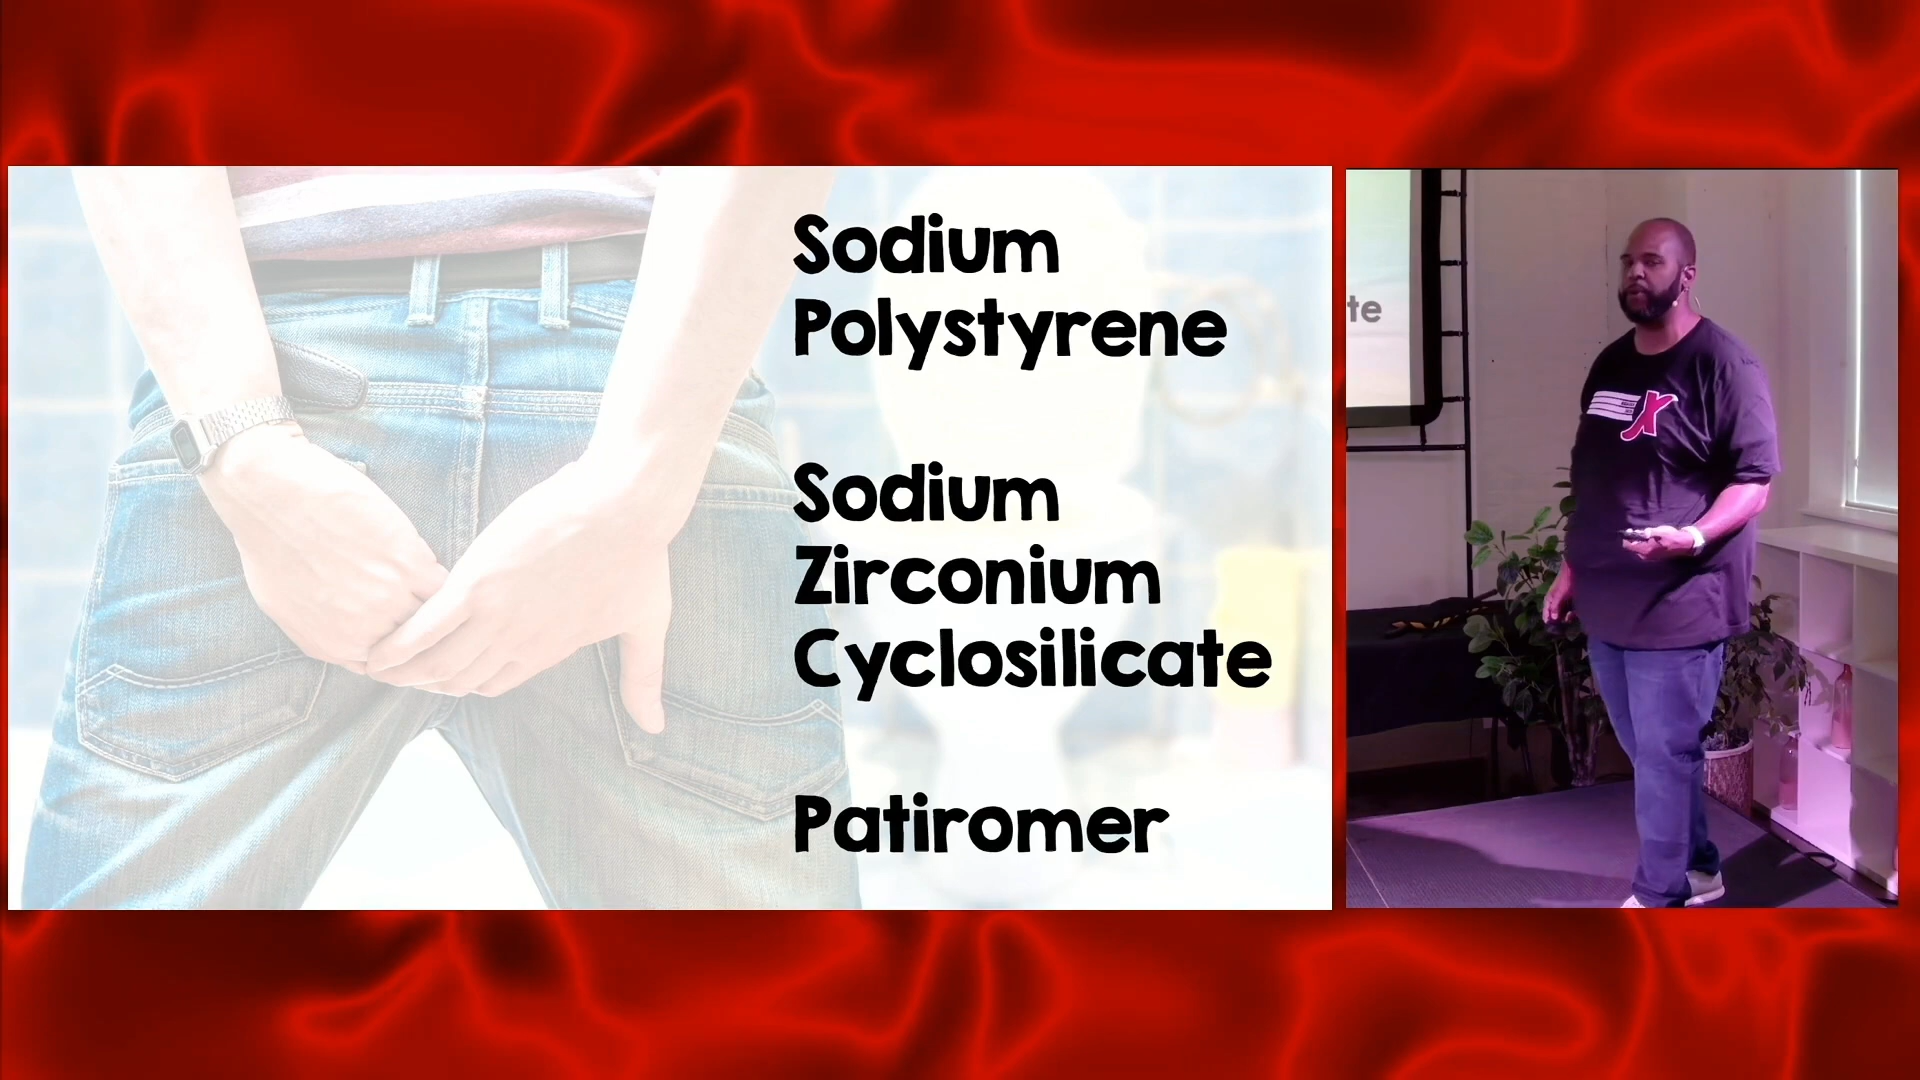 Sodium
Polystyrene
Sodium
Zirconium
Cyclosilicate
Patiromer
te
X